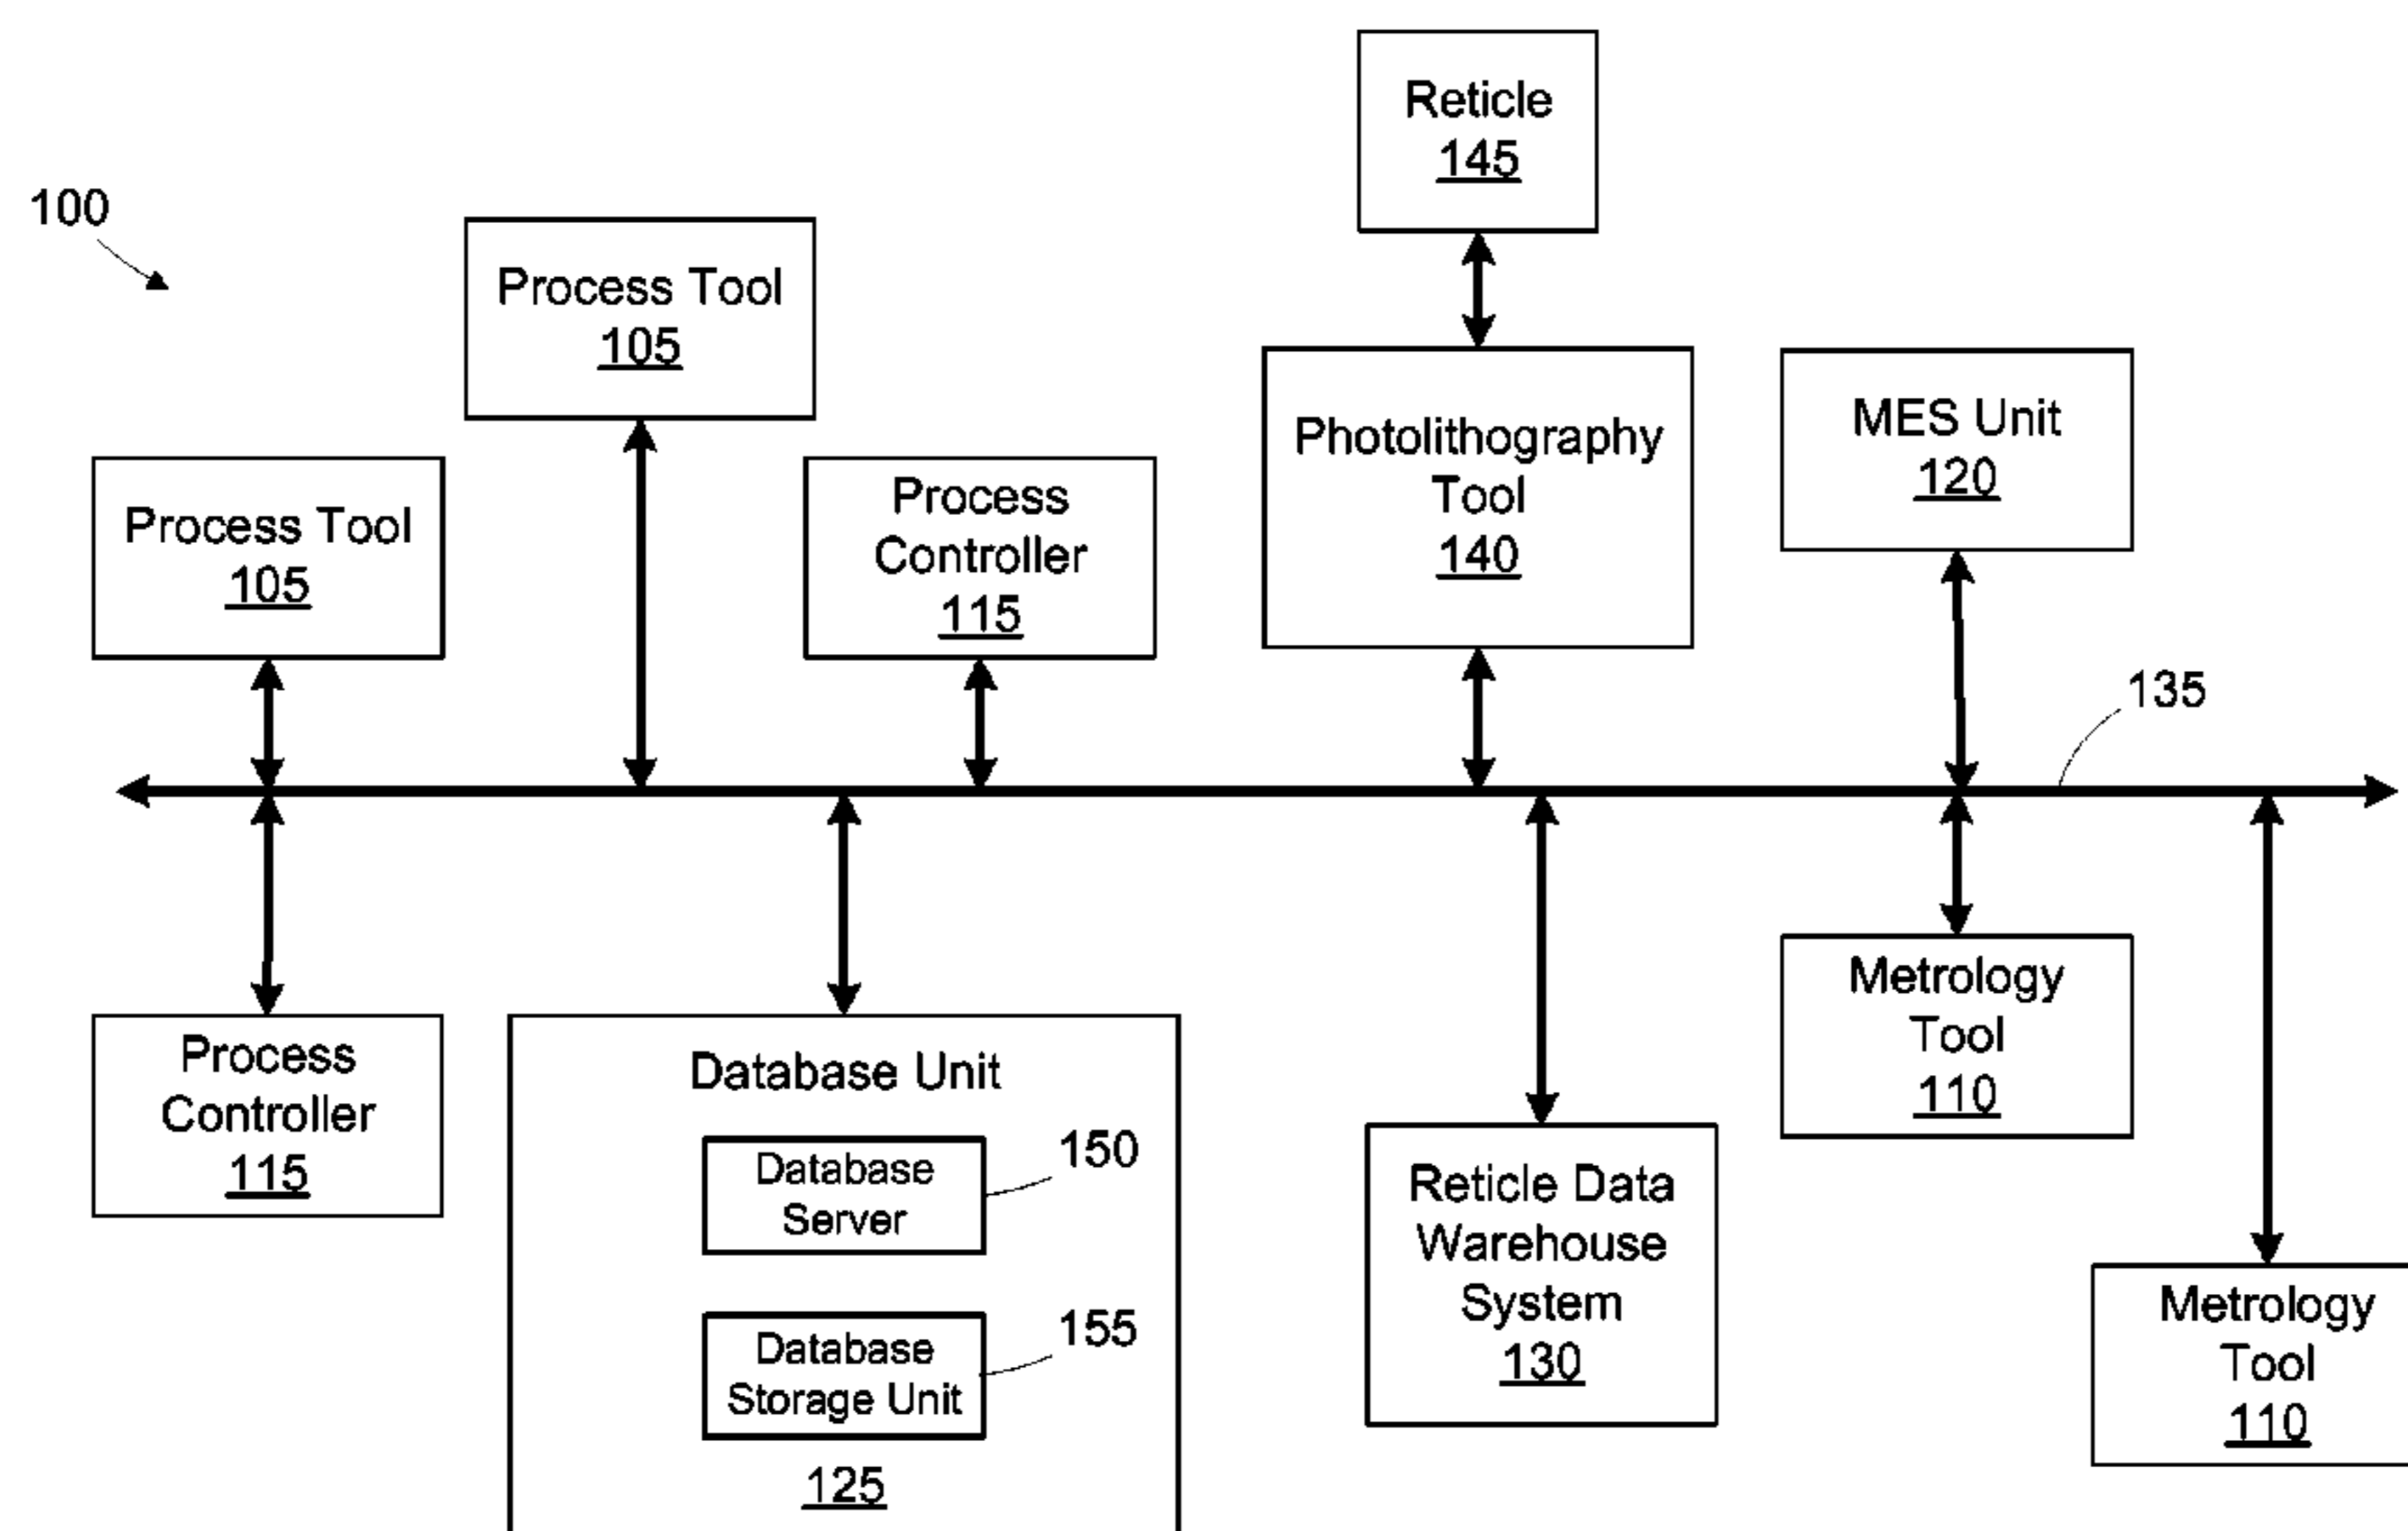 100
Process Tool
105
Process Tool
105
Process
Controller
115
Reticle
145
Photolithography
Tool
140
MES Unit
120
135
Process
Controller
115
Database Unit
Database
Server
150
Database
Storage Unit
155
125
Reticle Data
Warehouse
System
130
Metrology
Tool
110
Metrology
Tool
110